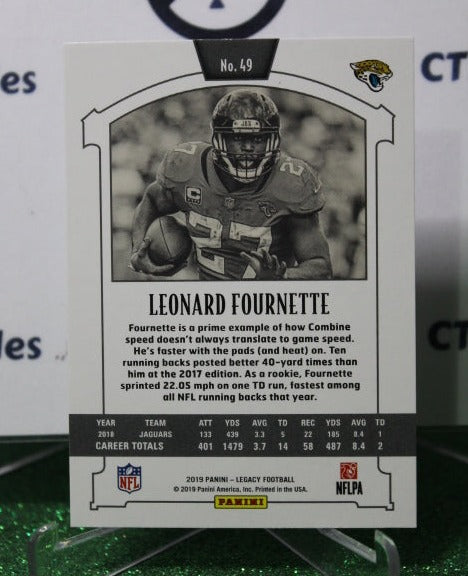 No. 49
CT
bles
LEONARD FOURNETTE
Fournette is a prime example of how Combine
speed doesn't always translate to game speed.
He's faster with the pads (and heat) on. Ten
running backs posted better 40-yard times than
him at the 2017 edition. As a rookie, Fournette
sprinted 22.05 mph on one TD run, fastest among
all NFL running backs that year.
YEAR TEAM ATT YDS AVG TD REC YDS AVG TD
2018 JAGUARS 133 439 3.3 5 22 185 8.4 1
CAREER TOTALS 401 1479 3.7 14 58 487 8.4 2
NFL
2019 PANINI – LEGACY FOOTBALL
© 2019 Panini America, Inc. Printed in the USA.
PANINI
NFLPA
les
CT
27
C
JAX